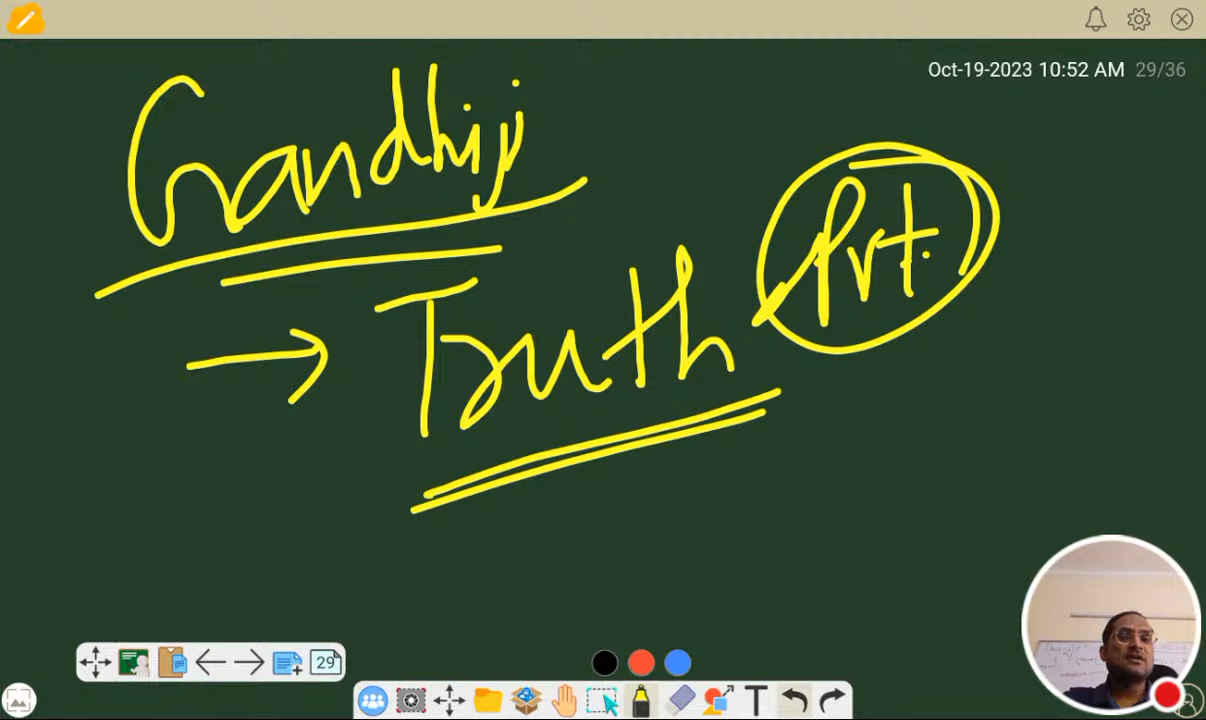 Oct-19-2023 10:52 AM 29/36
Gandhiji
Prt.
→ Truth
29